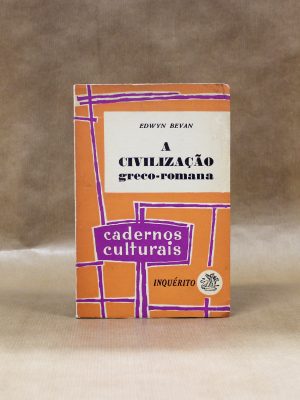 EDWYN BEVAN
A
CIVILIZAÇÃO
greco-romana
cadernos
culturais
INQUÉRITO